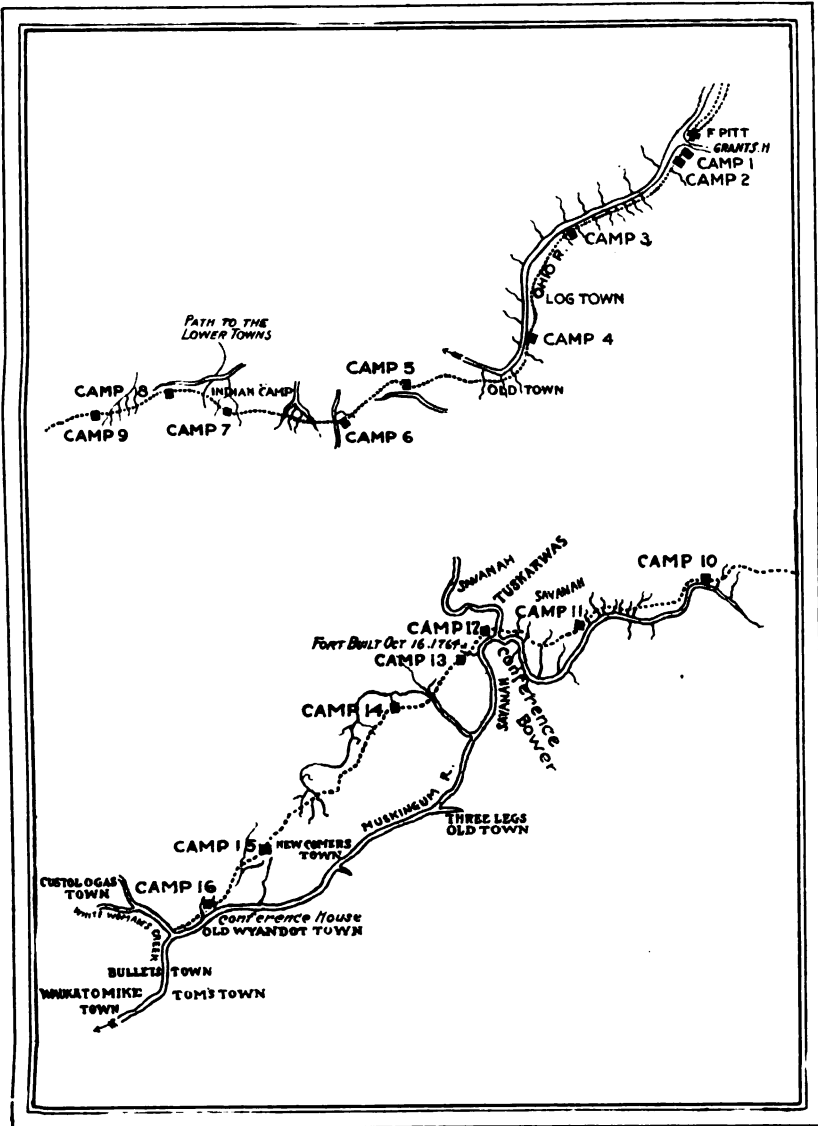 F PITT
GRANTS. H
CAMP 1
CAMP 2
CAMP 3
OHIO R.
LOG TOWN
CAMP 4
OLD TOWN
CAMP 5
CAMP 6
PATH TO THE
LOWER TOWNS
INDIAN CAMP
CAMP 7
CAMP 8
CAMP 9
CAMP 10
SAVANAH
CAMP 11
SAVANAH
TUSKARWAS
CAMP 12
FORT BUILT OCT 16. 1764
CAMP 13
Conference
Bower
SAVANAH
CAMP 14
MUSKINGUM R.
THREE LEGS
OLD TOWN
CAMP 15
NEW COMERS
TOWN
CAMP 16
CUSTOLOGAS
TOWN
WHITE WOMAN'S
CREEK
Conference House
OLD WYANDOT TOWN
BULLETS TOWN
WAUKATOMIKE
TOWN
TOM'S TOWN